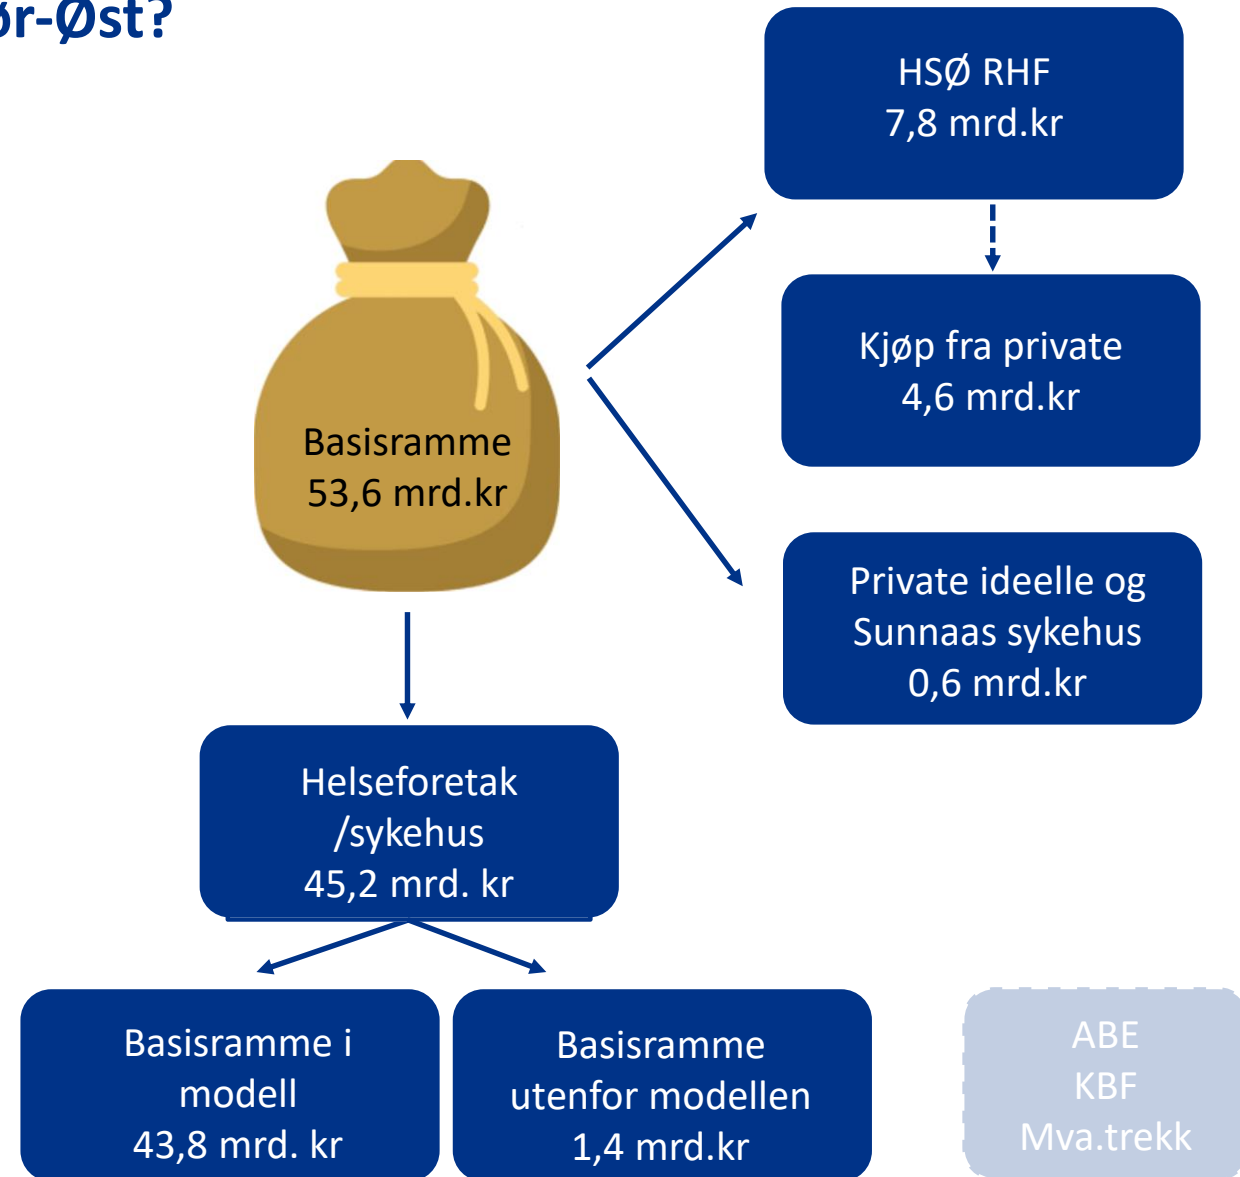 ør-Øst?
HSØ RHF
7,8 mrd.kr
Kjøp fra private
4,6 mrd.kr
Basisramme
53,6 mrd.kr
Private ideelle og
Sunnaas sykehus
0,6 mrd.kr
Helseforetak
/sykehus
45,2 mrd. kr
Basisramme i
modell
43,8 mrd. kr
Basisramme
utenfor modellen
1,4 mrd.kr
ABE
KBF
Mva.trekk